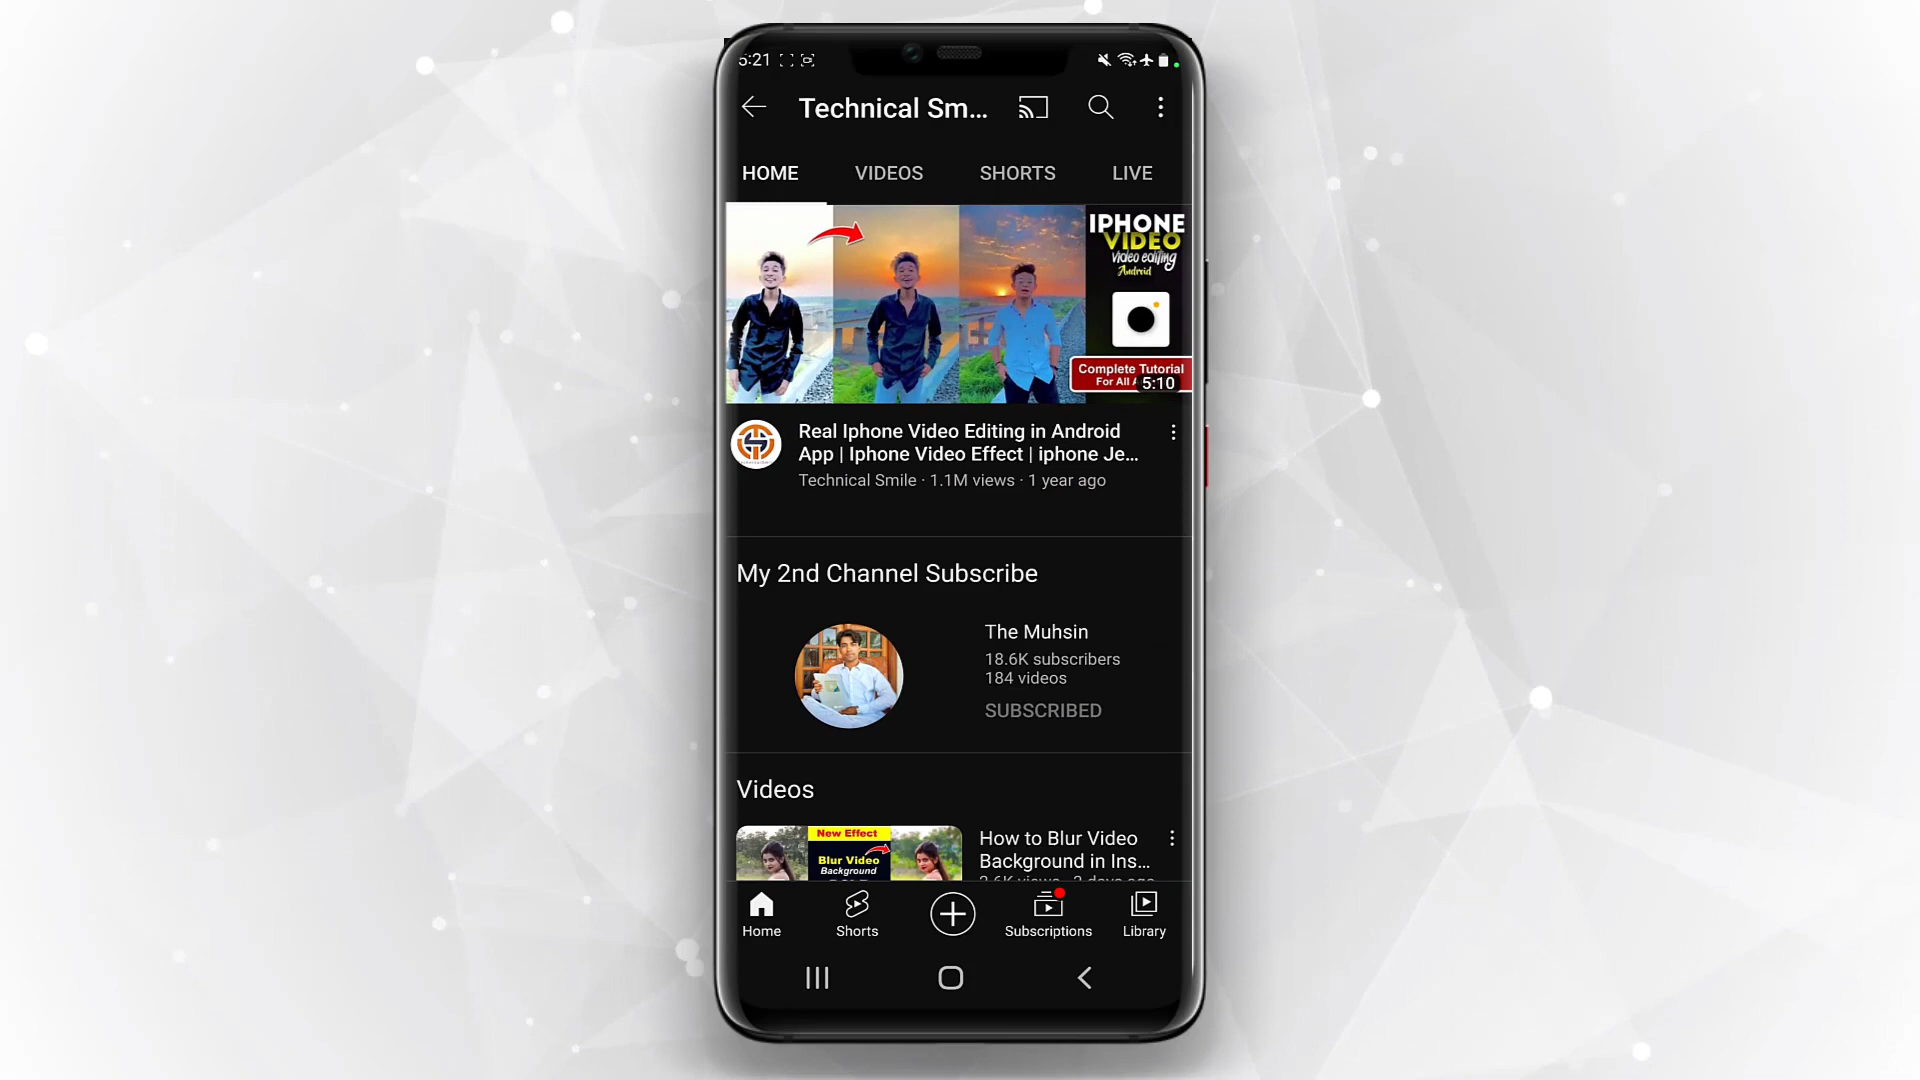 5:21
Technical Sm...
HOME VIDEOS SHORTS LIVE
IPHONE
VIDEO
Video editing
Android
Complete Tutorial
For All
5:10
Real Iphone Video Editing in Android
App | Iphone Video Effect | iphone Je...
Technical Smile · 1.1M views · 1 year ago
My 2nd Channel Subscribe
The Muhsin
18.6K subscribers
184 videos
SUBSCRIBED
Videos
New Effect
Blur Video
Background
How to Blur Video
Background in Ins...
Home Shorts Subscriptions Library